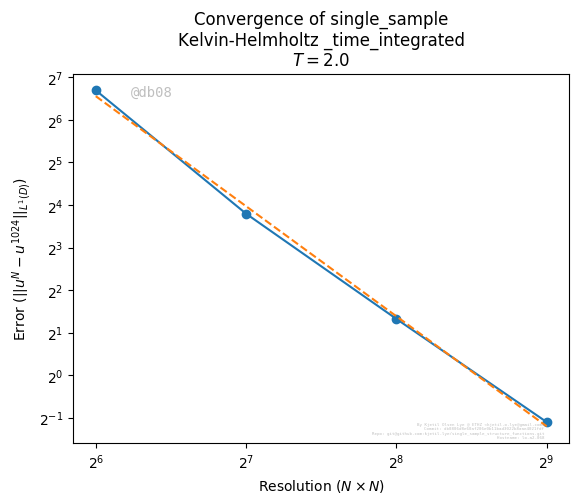 Convergence of single_sample
Kelvin-Helmholtz _time_integrated
T = 2.0
@db08
2^7
2^6
2^5
2^4
2^3
2^2
2^1
2^0
2^{-1}
Error (||u^N − u^{1024}||_{L^1(D)})
2^6
2^7
2^8
2^9
Resolution (N × N)